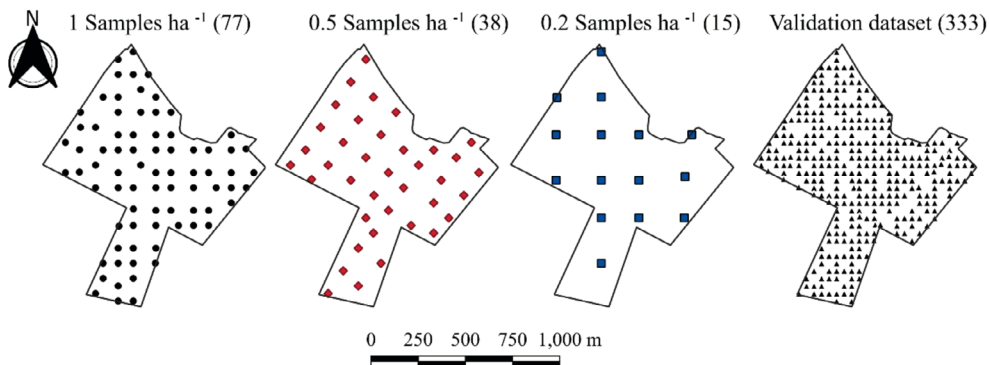 N
1 Samples ha ⁻¹ (77)
0.5 Samples ha ⁻¹ (38)
0.2 Samples ha ⁻¹ (15)
Validation dataset (333)
0 250 500 750 1,000 m